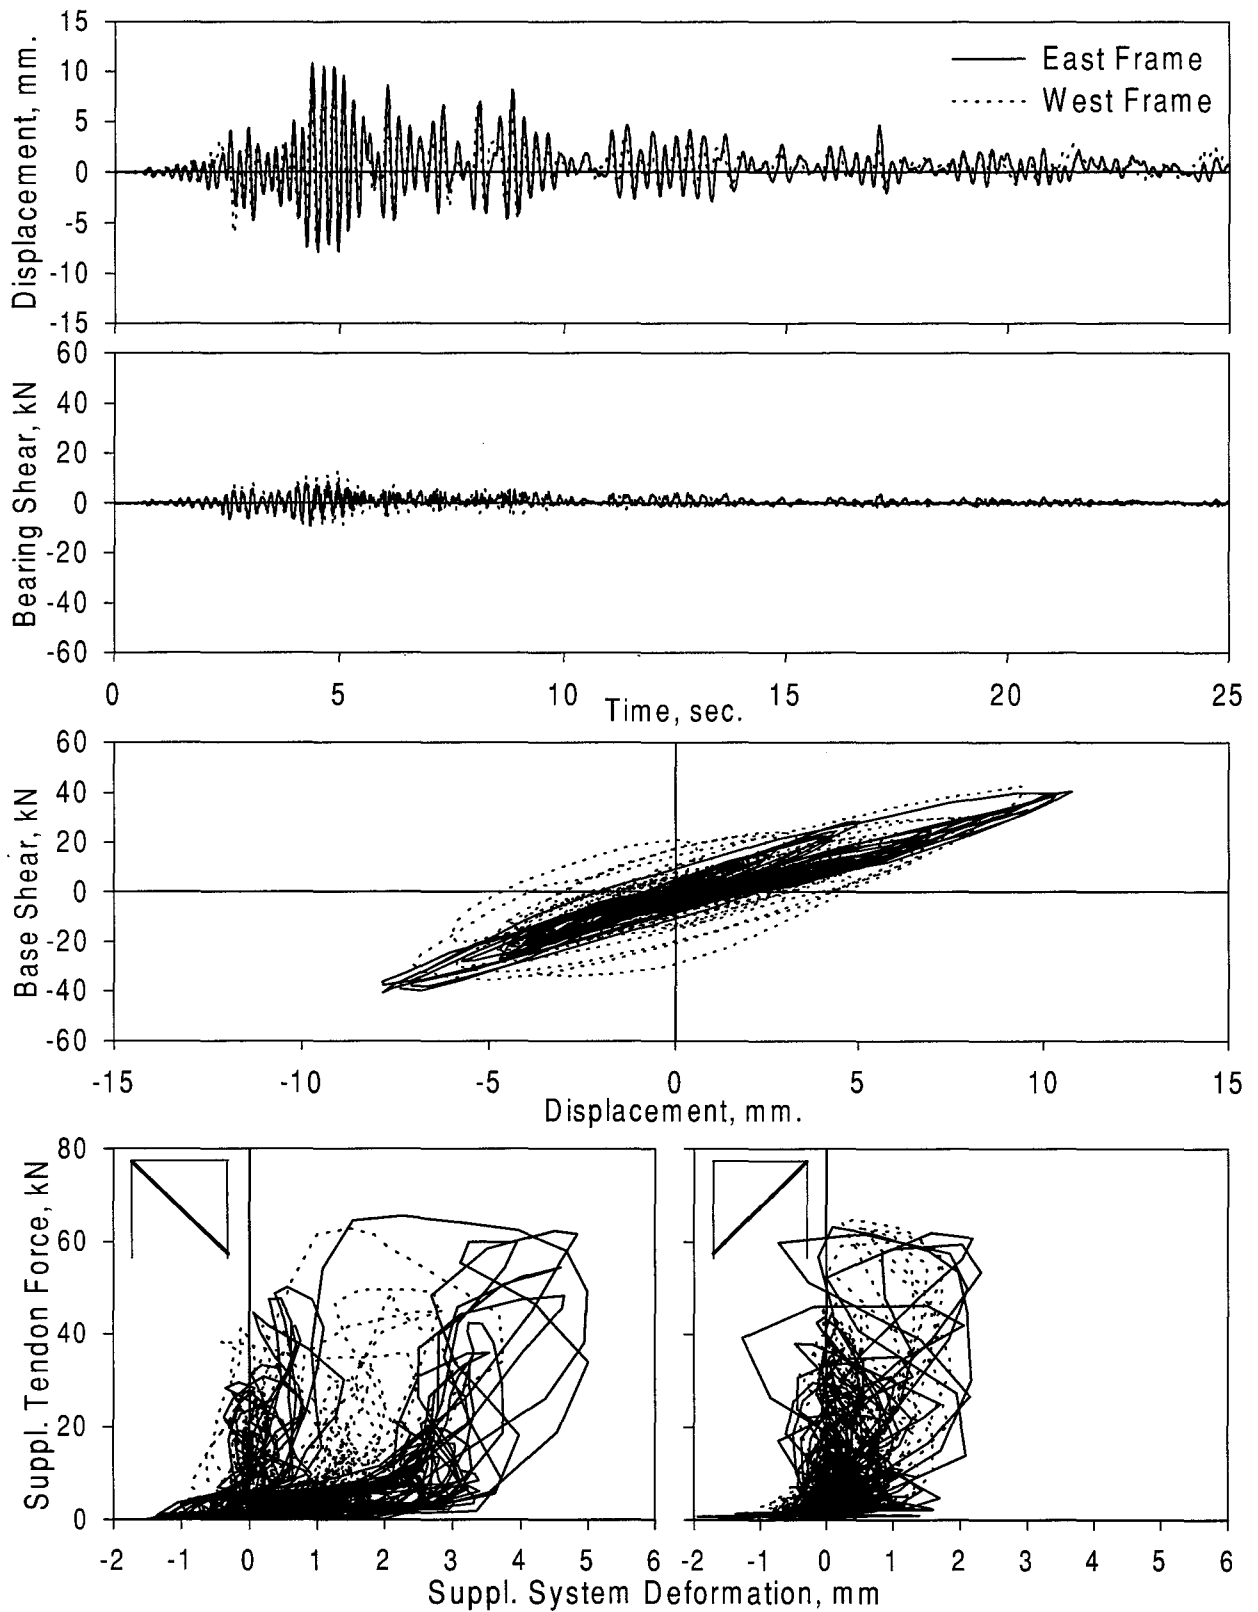 Displacement, mm.
15
10
5
0
-5
-10
-15
East Frame
West Frame
Bearing Shear, kN
60
40
20
0
-20
-40
-60
0 5 10 15 20 25
Time, sec.
Base Shear, kN
60
40
20
0
-20
-40
-60
-15 -10 -5 0 5 10 15
Displacement, mm.
Suppl. Tendon Force, kN
80
60
40
20
0
-2 -1 0 1 2 3 4 5 6
-2 -1 0 1 2 3 4 5 6
Suppl. System Deformation, mm